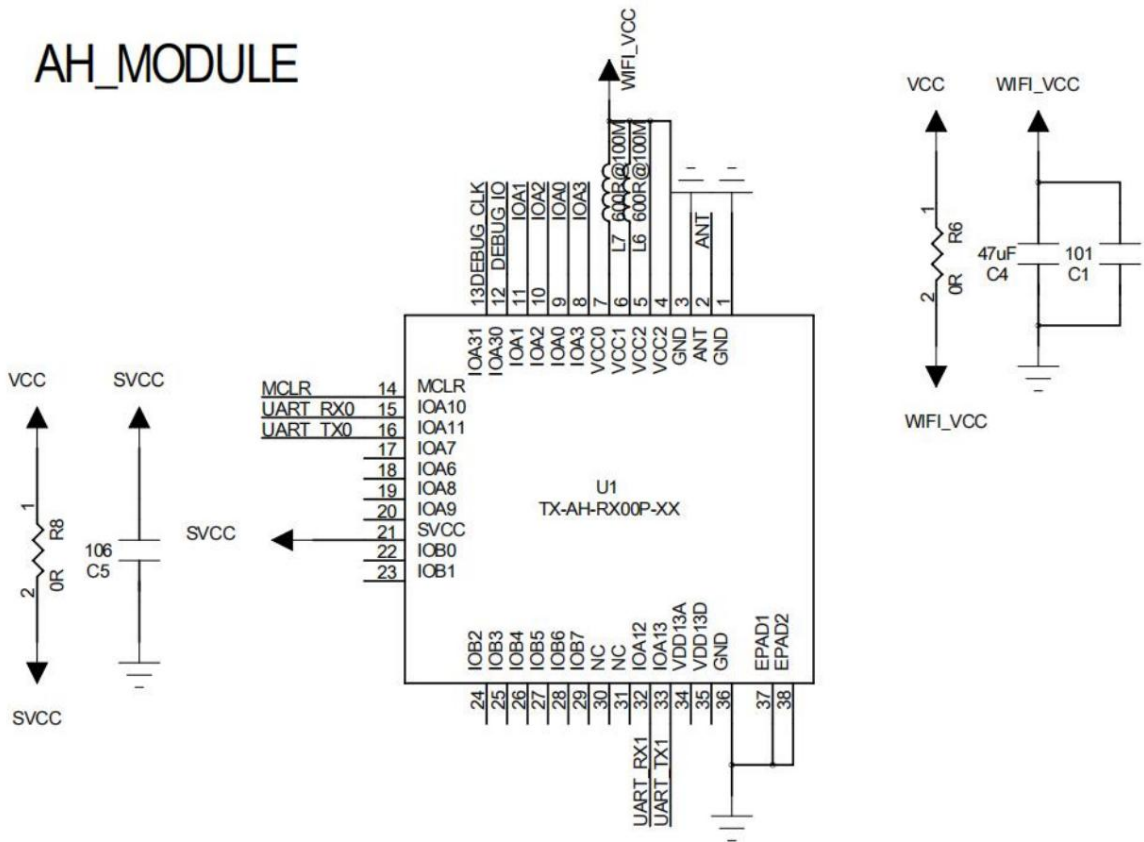 AH_MODULE
WIFI_VCC
VCC
WIFI_VCC
13 DEBUG_CLK
12 DEBUG_IO
11 IOA1
10 IOA2
9 IOA0
8 IOA3
7 L7 600R@100M
6 L6 600R@100M
5
4
3
2 ANT
1
IOA31
IOA30
IOA1
IOA2
IOA0
IOA3
VCC0
VCC1
VCC2
VCC2
GND
ANT
GND
1
R6
2
0R
WIFI_VCC
47uF
C4
101
C1
VCC
SVCC
1
R8
2
0R
SVCC
106
C5
MCLR 14 MCLR
UART_RX0 15 IOA10
UART_TX0 16 IOA11
17 IOA7
18 IOA6
19 IOA8
20 IOA9
SVCC 21 SVCC
22 IOB0
23 IOB1
U1
TX-AH-RX00P-XX
IOB2
IOB3
IOB4
IOB5
IOB6
IOB7
NC
NC
IOA12
IOA13
VDD13A
VDD13D
GND
EPAD1
EPAD2
24
25
26
27
28
29
30
31
32
33
34
35
36
37
38
UART_RX1
UART_TX1